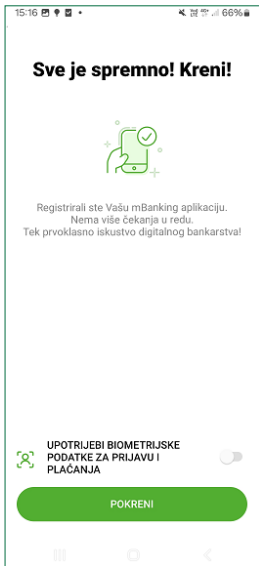 15:16 66%
Sve je spremno! Kreni!
Registrirali ste Vašu mBanking aplikaciju.
Nema više čekanja u redu.
Tek prvoklasno iskustvo digitalnog bankarstva!
UPOTRIJEBI BIOMETRIJSKE
PODATKE ZA PRIJAVU I
PLAĆANJA
POKRENI